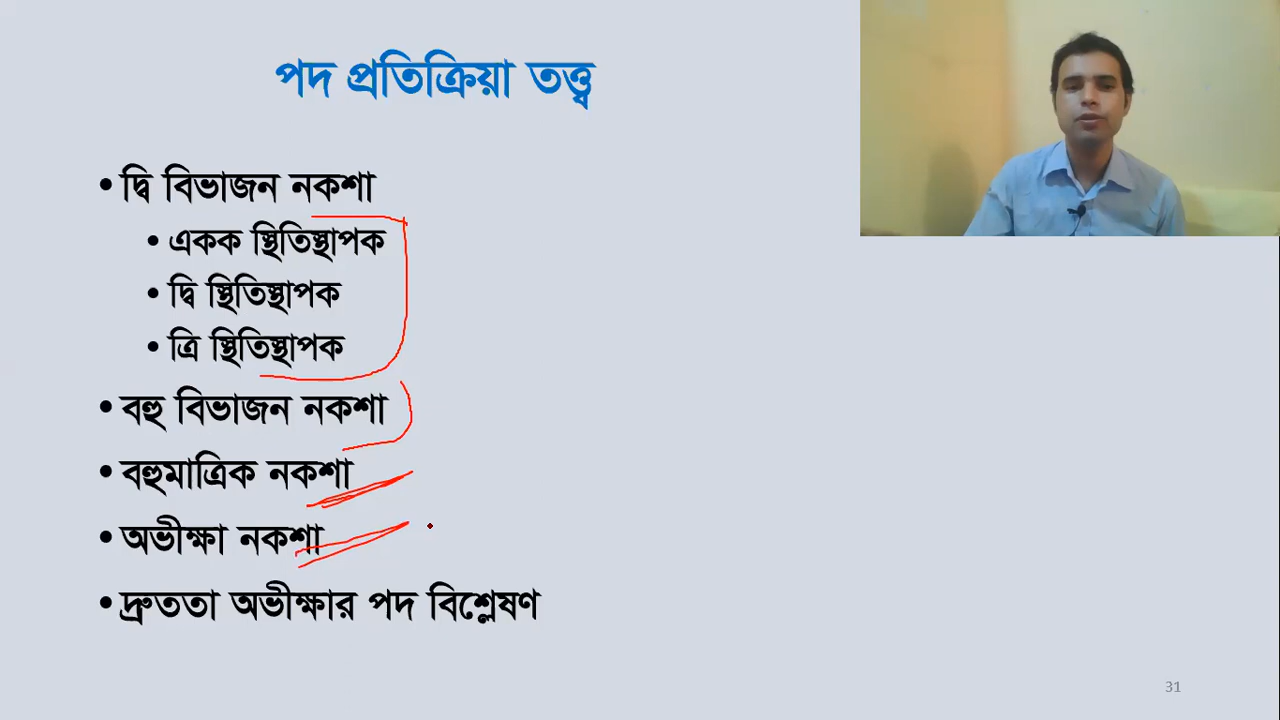 পদ প্রতিক্রিয়া তত্ত্ব
• দ্বি বিভাজন নকশা
• একক স্থিতিস্থাপক
• দ্বি স্থিতিস্থাপক
• ত্রি স্থিতিস্থাপক
• বহু বিভাজন নকশা
• বহুমাত্রিক নকশা
• অভীক্ষা নকশা
• দ্রুততা অভীক্ষার পদ বিশ্লেষণ
31